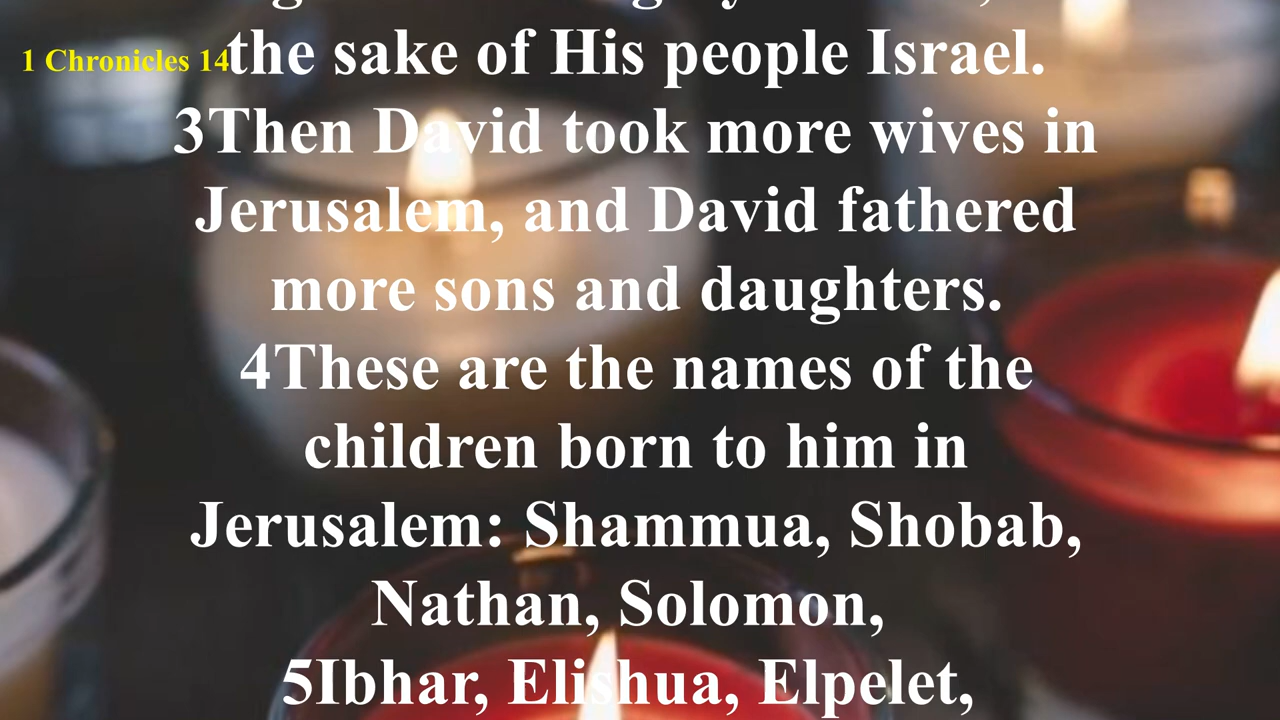 1 Chronicles 14
the sake of His people Israel.
3Then David took more wives in
Jerusalem, and David fathered
more sons and daughters.
4These are the names of the
children born to him in
Jerusalem: Shammua, Shobab,
Nathan, Solomon,
5Ibhar, Elishua, Elpelet,